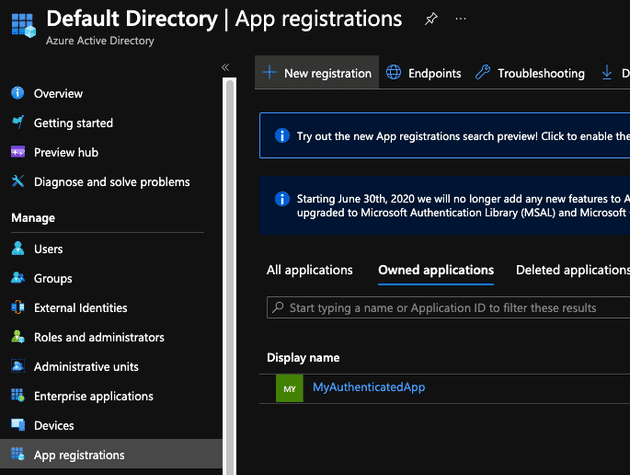 Default Directory | App registrations
Azure Active Directory
Overview
Getting started
Preview hub
Diagnose and solve problems
Manage
Users
Groups
External Identities
Roles and administrators
Administrative units
Enterprise applications
Devices
App registrations
New registration Endpoints Troubleshooting D
Try out the new App registrations search preview! Click to enable the
Starting June 30th, 2020 we will no longer add any new features to A
upgraded to Microsoft Authentication Library (MSAL) and Microsoft
All applications Owned applications Deleted applications
Start typing a name or Application ID to filter these results
Display name
MY MyAuthenticatedApp